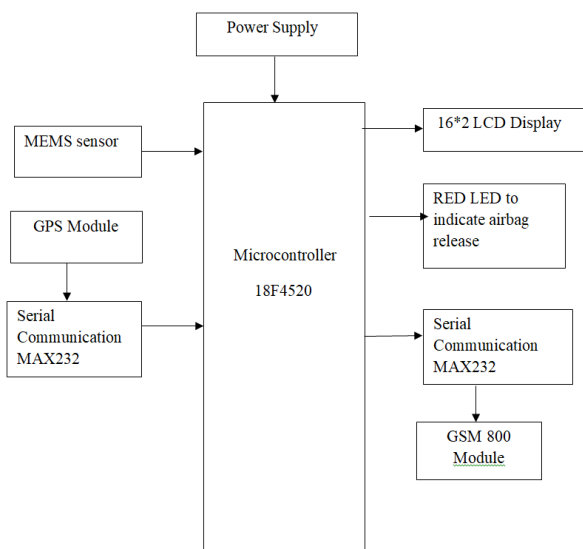 Power Supply
16*2 LCD Display
MEMS sensor
RED LED to
indicate airbag
release
GPS Module
Microcontroller
18F4520
Serial
Communication
MAX232
Serial
Communication
MAX232
GSM 800
Module